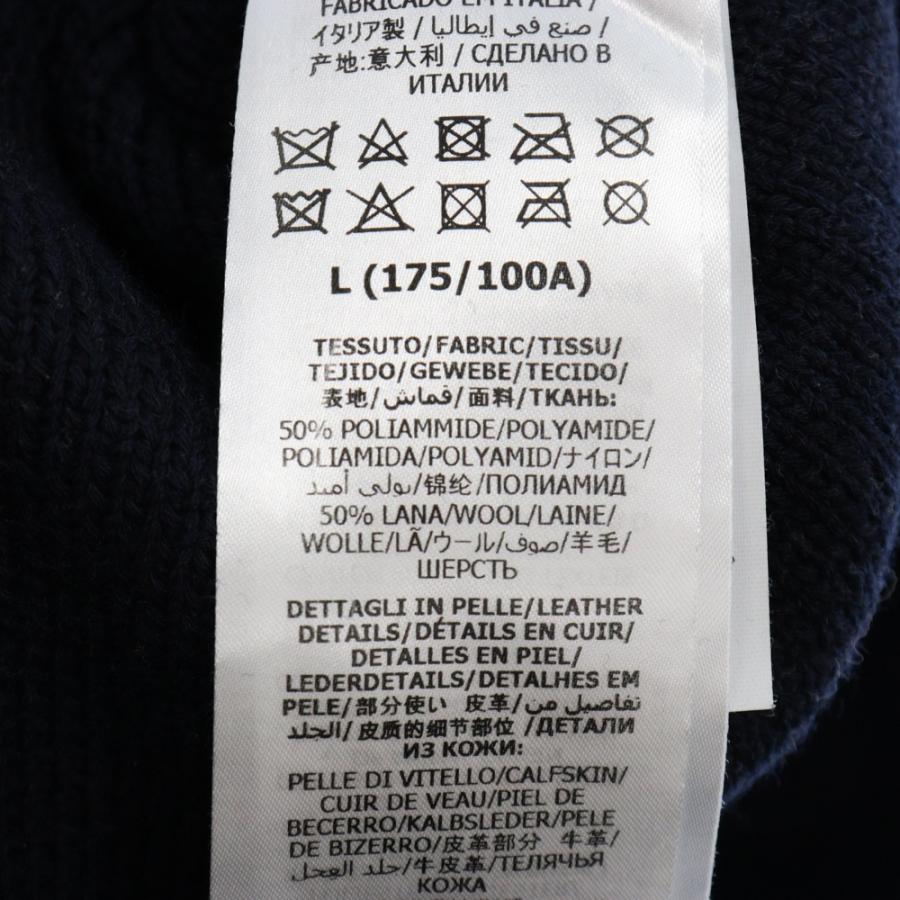 FABRICADO EM ITALIA/
イタリア製 / صنع في إيطاليا /
产地:意大利 / СДЕЛАНО В
ИТАЛИИ
L (175/100A)
TESSUTO/FABRIC/TISSU/
TEJIDO/GEWEBE/TECIDO/
表地/قماش/面料/ТКАНЬ:
50% POLIAMMIDE/POLYAMIDE/
POLIAMIDA/POLYAMID/ナイロン/
بولي أميد/锦纶/ПОЛИАМИД
50% LANA/WOOL/LAINE/
WOLLE/LÃ/ウール/صوف/羊毛/
ШЕРСТЬ
DETTAGLI IN PELLE/LEATHER
DETAILS/DÉTAILS EN CUIR/
DETALLES EN PIEL/
LEDERDETAILS/DETALHES EM
PELE/部分使い 皮革/تفاصيل من
الجلد/皮质的细节部位 /ДЕТАЛИ
ИЗ КОЖИ:
PELLE DI VITELLO/CALFSKIN/
CUIR DE VEAU/PIEL DE
BECERRO/KALBSLEDER/PELE
DE BIZERRO/皮革部分 牛革/
جلد العجل/牛皮革/ТЕЛЯЧЬЯ
КОЖА